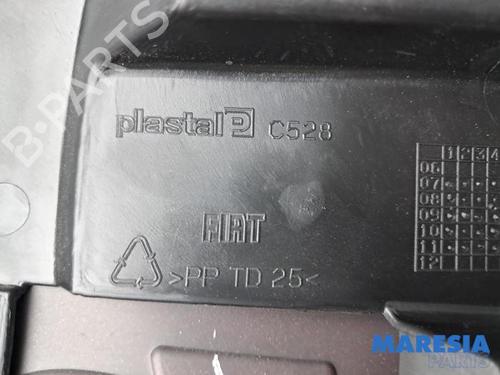 B-PARTS
plastal P C528
1 2 3 4
06
07
08
09
10
11
12
FIAT
>PP TD 25<
MARESIA
PARTS